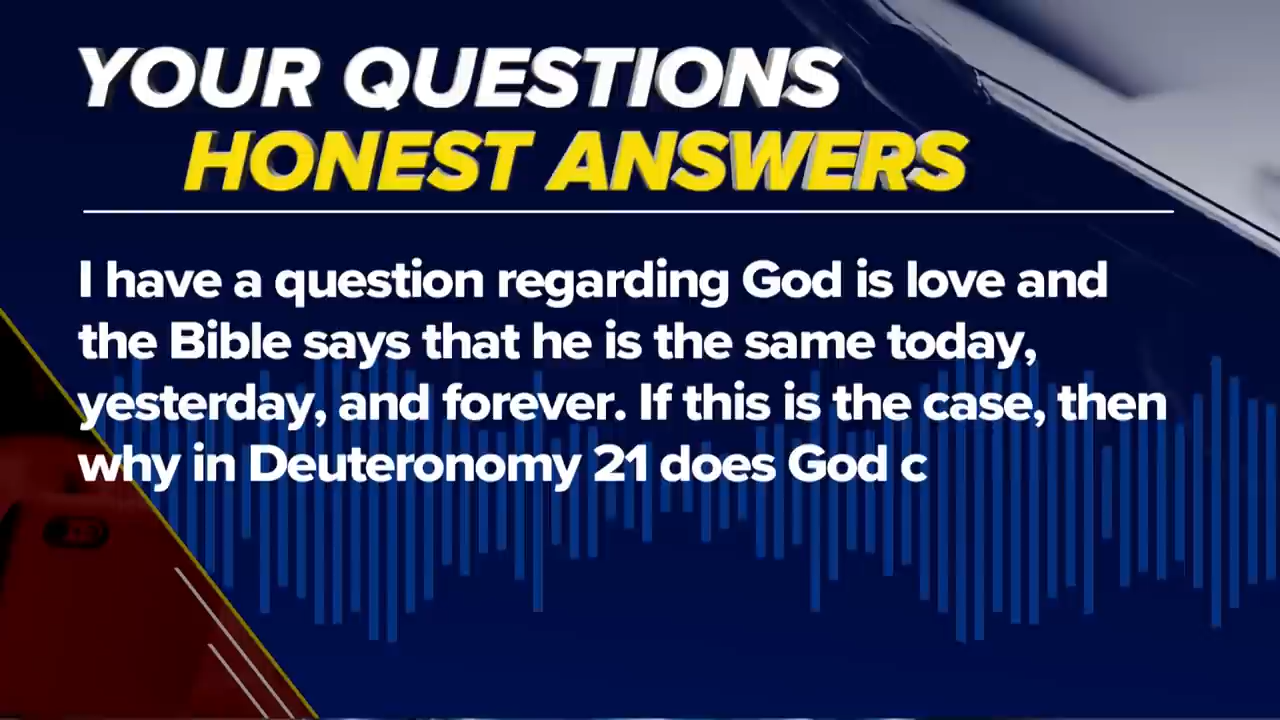 YOUR QUESTIONS
HONEST ANSWERS
I have a question regarding God is love and
the Bible says that he is the same today,
yesterday, and forever. If this is the case, then
why in Deuteronomy 21 does God c